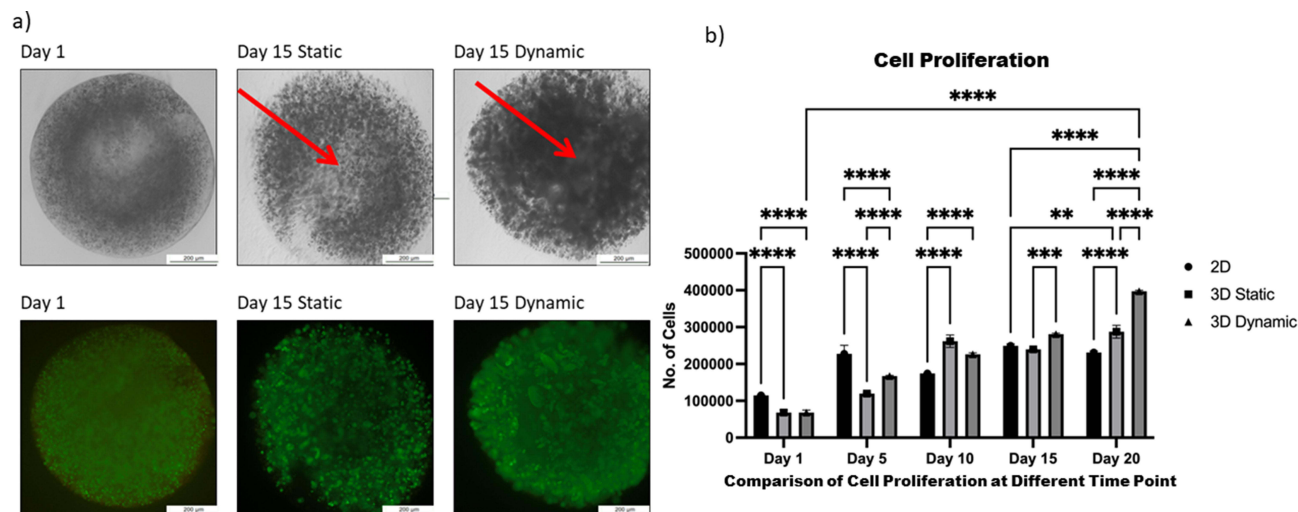 a)
Day 1
Day 15 Static
Day 15 Dynamic
200 µm
200 µm
200 µm
Day 1
Day 15 Static
Day 15 Dynamic
200 µm
200 µm
200 µm
b)
Cell Proliferation
****
****
**** ****
**** **** **** ** ****
**** **** **** *** ****
No. of Cells
500000
400000
300000
200000
100000
0
Day 1 Day 5 Day 10 Day 15 Day 20
Comparison of Cell Proliferation at Different Time Point
2D
3D Static
3D Dynamic